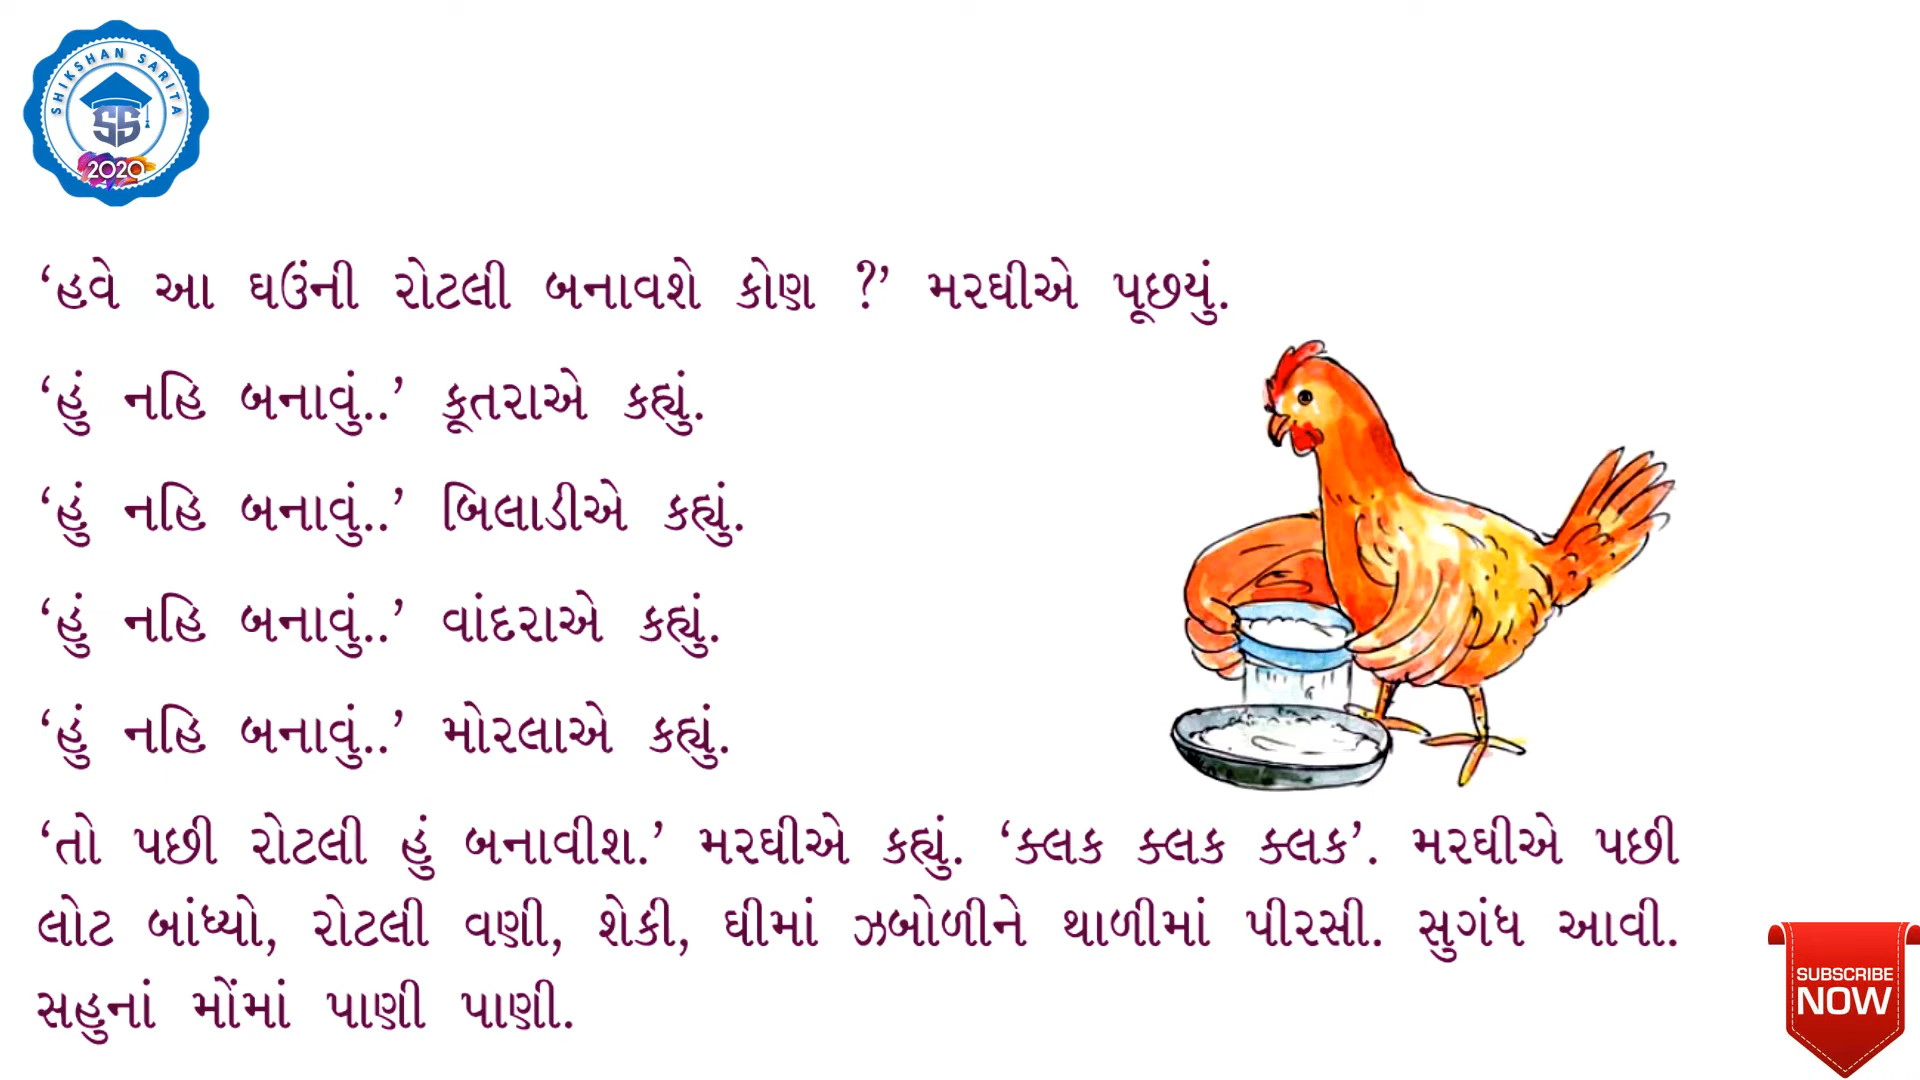 SHIKSHAN SARITA
SS
2020
‘હવે આ ઘઉંની રોટલી બનાવશે કોણ ?’ મરઘીએ પૂછયું.
‘હું નહિ બનાવું..’ કૂતરાએ કહ્યું.
‘હું નહિ બનાવું..’ બિલાડીએ કહ્યું.
‘હું નહિ બનાવું..’ વાંદરાએ કહ્યું.
‘હું નહિ બનાવું..’ મોરલાએ કહ્યું.
‘તો પછી રોટલી હું બનાવીશ.’ મરઘીએ કહ્યું. ‘ક્લક ક્લક ક્લક’. મરઘીએ પછી
લોટ બાંધ્યો, રોટલી વણી, શેકી, ઘીમાં ઝબોળીને થાળીમાં પીરસી. સુગંધ આવી.
સહુનાં મોંમાં પાણી પાણી.
SUBSCRIBE
NOW